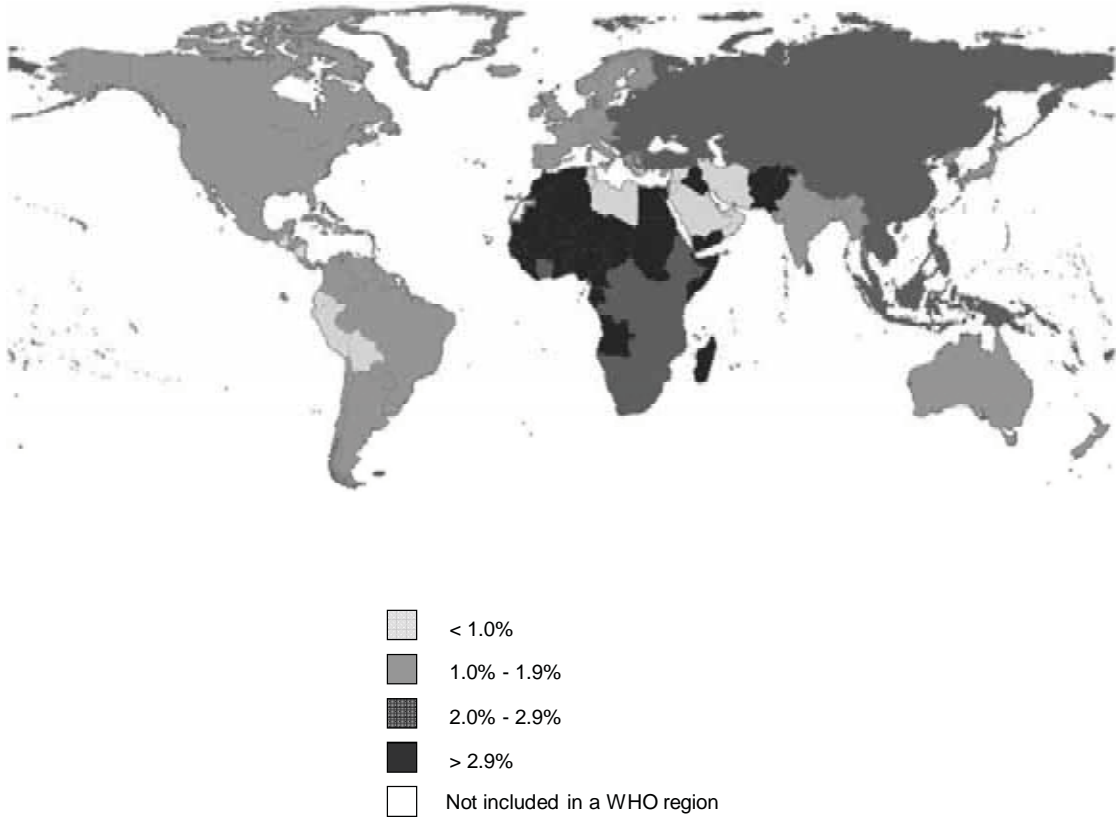 < 1.0%
1.0% - 1.9%
2.0% - 2.9%
> 2.9%
Not included in a WHO region